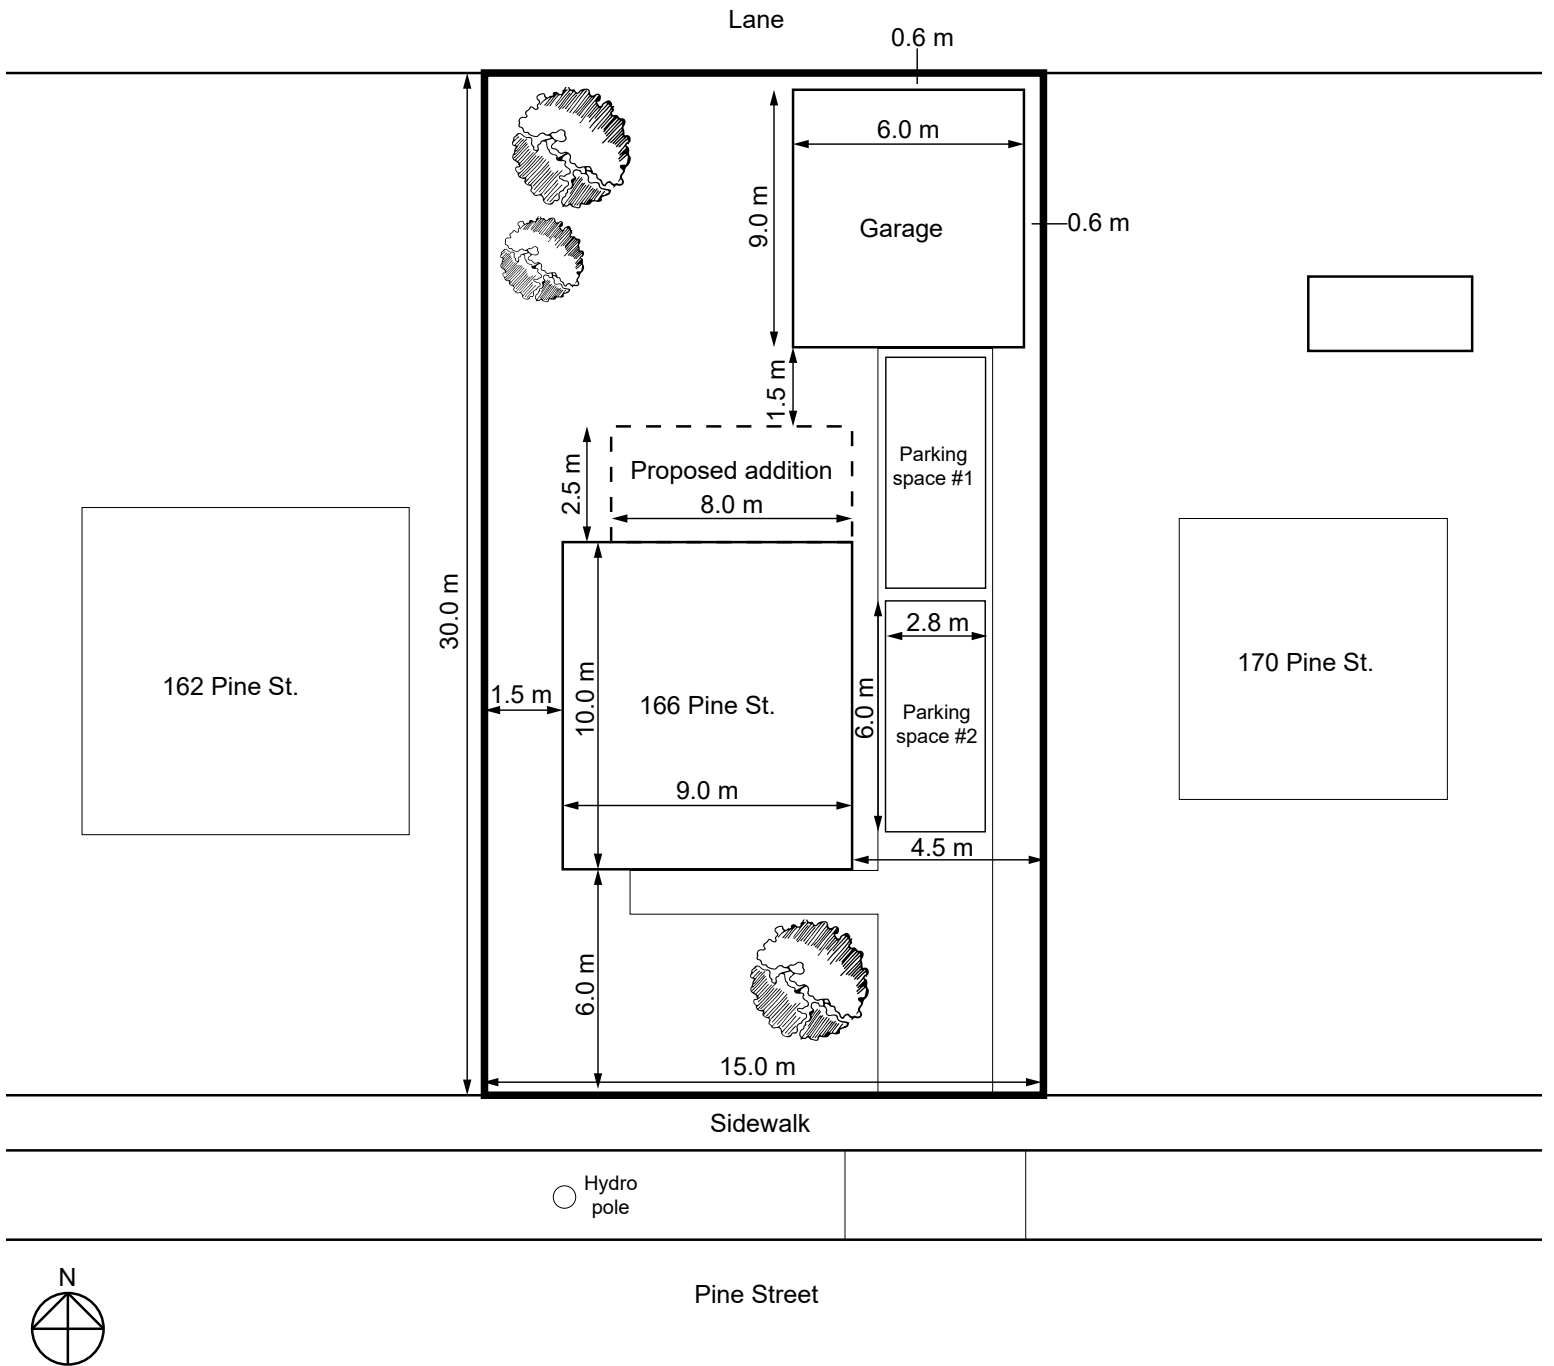 Lane
0.6 m
6.0 m
9.0 m
Garage
0.6 m
1.5 m
Parking
space #1
2.5 m
Proposed addition
8.0 m
30.0 m
162 Pine St.
1.5 m
10.0 m
166 Pine St.
9.0 m
6.0 m
2.8 m
Parking
space #2
170 Pine St.
4.5 m
6.0 m
15.0 m
Sidewalk
Hydro
pole
N
Pine Street